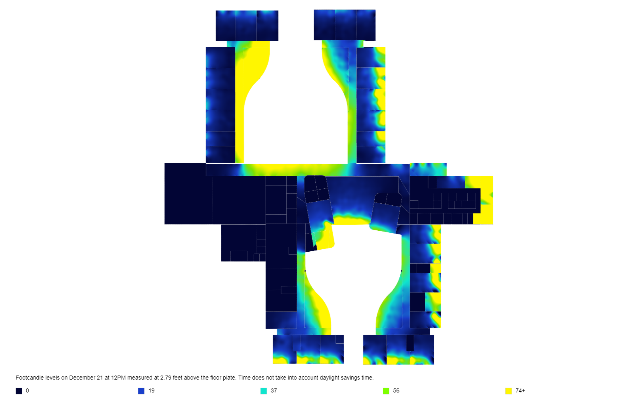 Footcandle levels on December 21 at 12PM measured at 2.79 feet above the floor plate. Time does not take into account daylight savings time.
0 19 37 56 74+